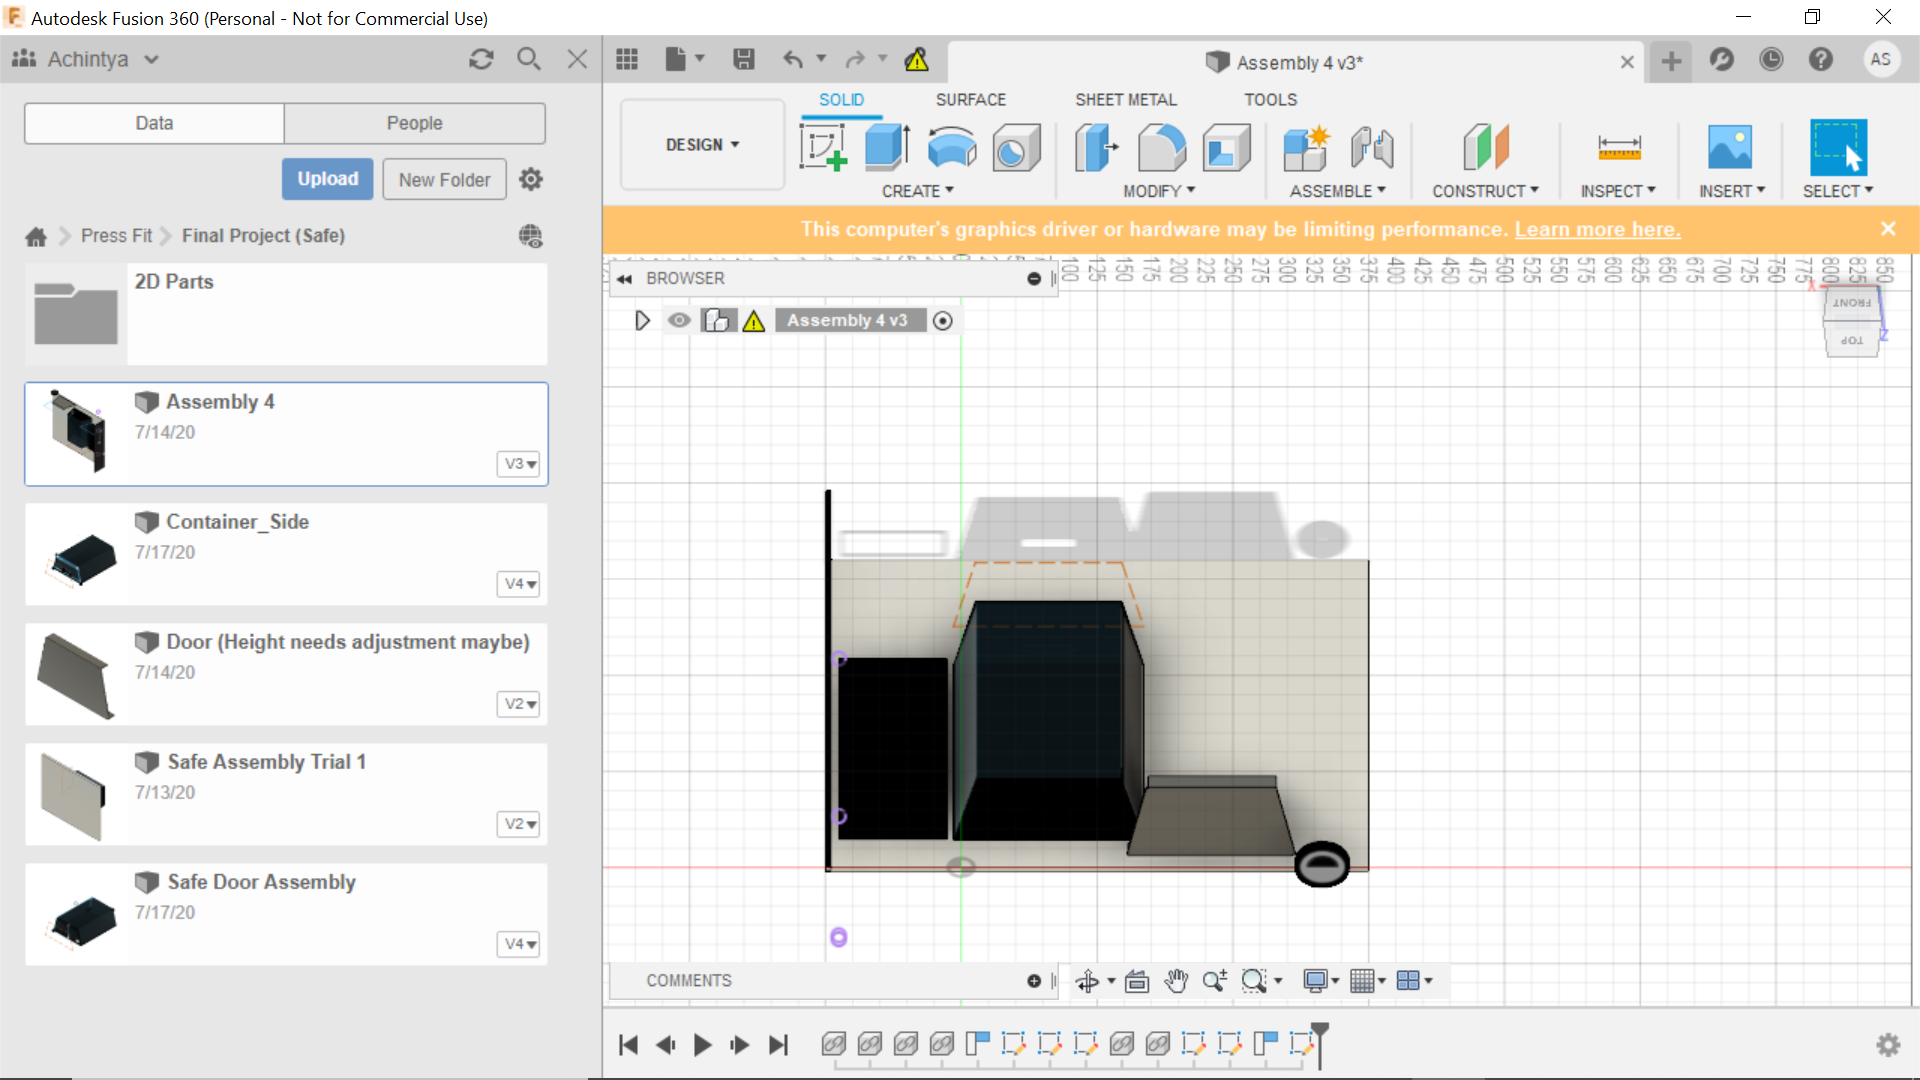 Autodesk Fusion 360 (Personal - Not for Commercial Use)
Achintya
Assembly 4 v3*
AS
Data
People
Upload
New Folder
Press Fit
Final Project (Safe)
2D Parts
Assembly 4
7/14/20
V3
Container_Side
7/17/20
V4
Door (Height needs adjustment maybe)
7/14/20
V2
Safe Assembly Trial 1
7/13/20
V2
Safe Door Assembly
7/17/20
V4
SOLID
SURFACE
SHEET METAL
TOOLS
DESIGN
CREATE
MODIFY
ASSEMBLE
CONSTRUCT
INSPECT
INSERT
SELECT
This computer's graphics driver or hardware may be limiting performance. Learn more here.
BROWSER
100 125 150 175 200 225 250 275 300 325 350 375 400 425 450 475 500 525 550 575 600 625 650 675 700 725 750 775 800 825 850
Assembly 4 v3
X
FRONT
TOP
Z
COMMENTS